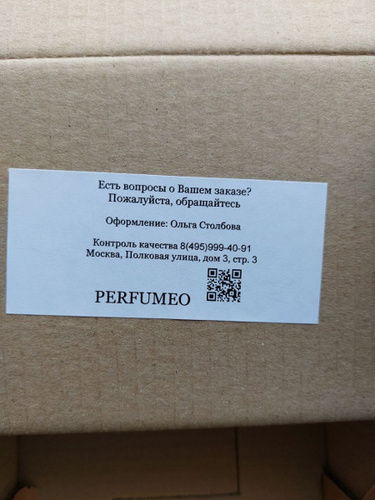 Есть вопросы о Вашем заказе?
Пожалуйста, обращайтесь
Оформление: Ольга Столбова
Контроль качества 8(495)999-40-91
Москва, Полковая улица, дом 3, стр. 3
PERFUMEO